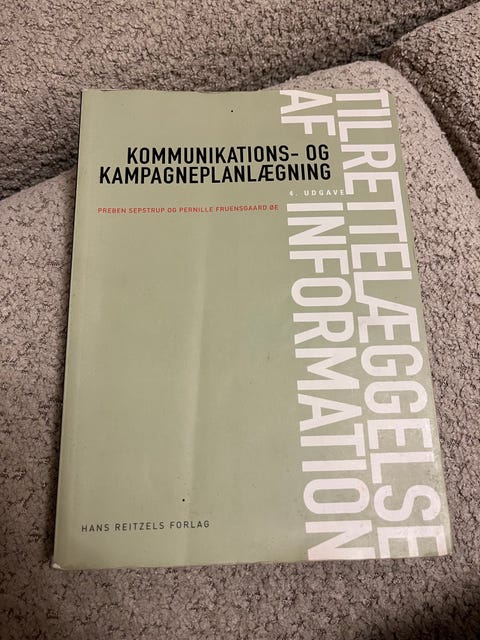 TILRETTELÆGGELSE
AF INFORMATION
KOMMUNIKATIONS- OG
KAMPAGNEPLANLÆGNING
4. UDGAVE
PREBEN SEPSTRUP OG PERNILLE FRUENSGAARD ØE
HANS REITZELS FORLAG